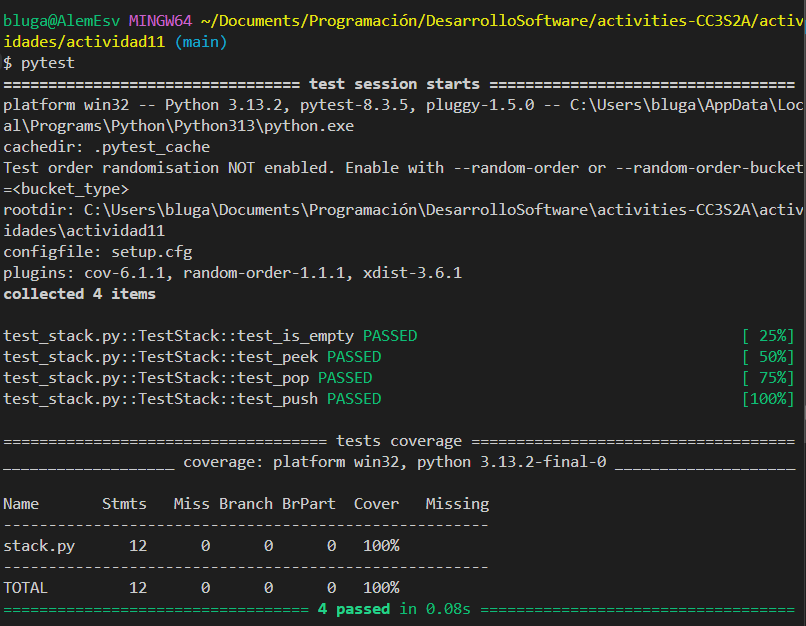 bluga@AlemEsv MINGW64 ~/Documents/Programación/DesarrolloSoftware/activities-CC3S2A/activ
idades/actividad11 (main)
$ pytest
================================= test session starts ==================================
platform win32 -- Python 3.13.2, pytest-8.3.5, pluggy-1.5.0 -- C:\Users\bluga\AppData\Loc
al\Programs\Python\Python313\python.exe
cachedir: .pytest_cache
Test order randomisation NOT enabled. Enable with --random-order or --random-order-bucket
=<bucket_type>
rootdir: C:\Users\bluga\Documents\Programación\DesarrolloSoftware\activities-CC3S2A\activ
idades\actividad11
configfile: setup.cfg
plugins: cov-6.1.1, random-order-1.1.1, xdist-3.6.1
collected 4 items
test_stack.py::TestStack::test_is_empty PASSED [ 25%]
test_stack.py::TestStack::test_peek PASSED [ 50%]
test_stack.py::TestStack::test_pop PASSED [ 75%]
test_stack.py::TestStack::test_push PASSED [100%]
==================================== tests coverage ====================================
___________________ coverage: platform win32, python 3.13.2-final-0 ____________________
Name Stmts Miss Branch BrPart Cover Missing
------------------------------------------------------
stack.py 12 0 0 0 100%
------------------------------------------------------
TOTAL 12 0 0 0 100%
================================== 4 passed in 0.08s ===================================